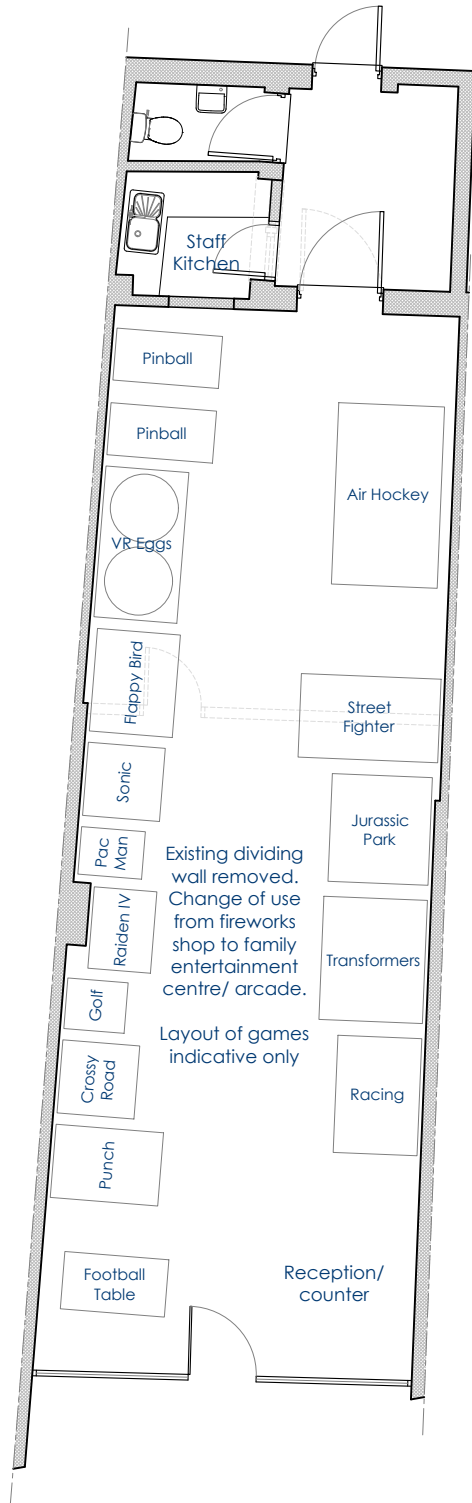 Staff
Kitchen
Pinball
Pinball
Air Hockey
VR Eggs
Flappy Bird
Street
Fighter
Sonic
Jurassic
Park
Pac
Man
Existing dividing
wall removed.
Change of use
from fireworks
shop to family
entertainment
centre/ arcade.
Layout of games
indicative only
Raiden IV
Transformers
Golf
Crossy
Road
Racing
Punch
Football
Table
Reception/
counter